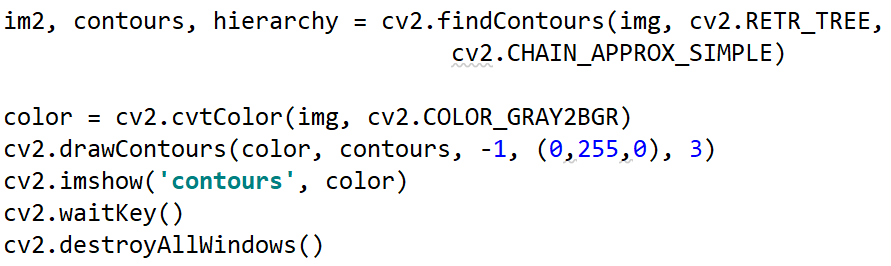 im2, contours, hierarchy = cv2.findContours(img, cv2.RETR_TREE,
cv2.CHAIN_APPROX_SIMPLE)
color = cv2.cvtColor(img, cv2.COLOR_GRAY2BGR)
cv2.drawContours(color, contours, -1, (0,255,0), 3)
cv2.imshow('contours', color)
cv2.waitKey()
cv2.destroyAllWindows()